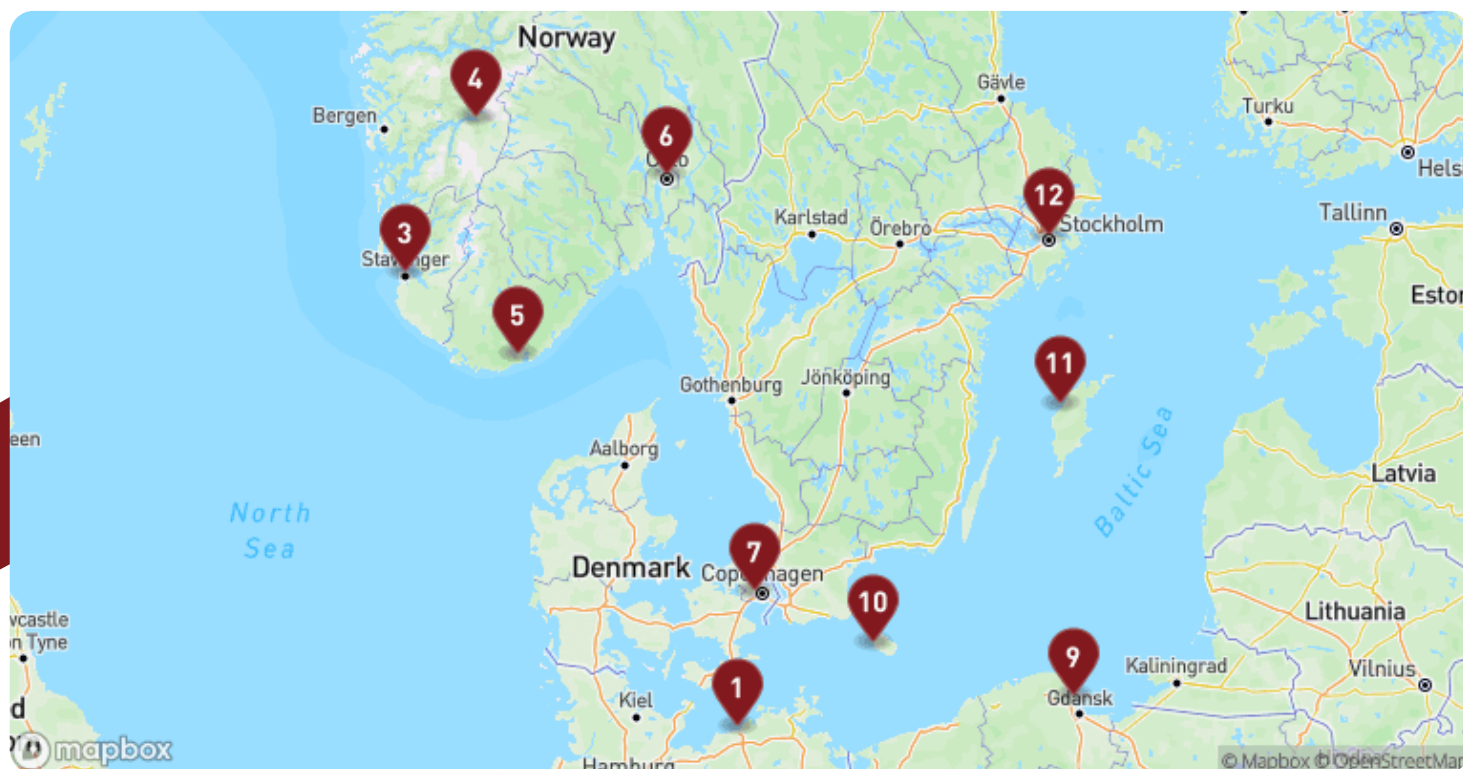 Norway
4
Gävle
Turku
Bergen
6
Hels
12
Karlstad
Örebro
Stockholm
Tallinn
3
Stavanger
5
Eston
11
Gothenburg
Jönköping
een
Aalborg
Baltic Sea
Latvia
North
Sea
7
Denmark
Copenhagen
10
Lithuania
wcastle
n Tyne
9
Kaliningrad
Vilnius
1
Kiel
Gdansk
d
mapbox
Hamburg
© Mapbox © OpenStreetMap